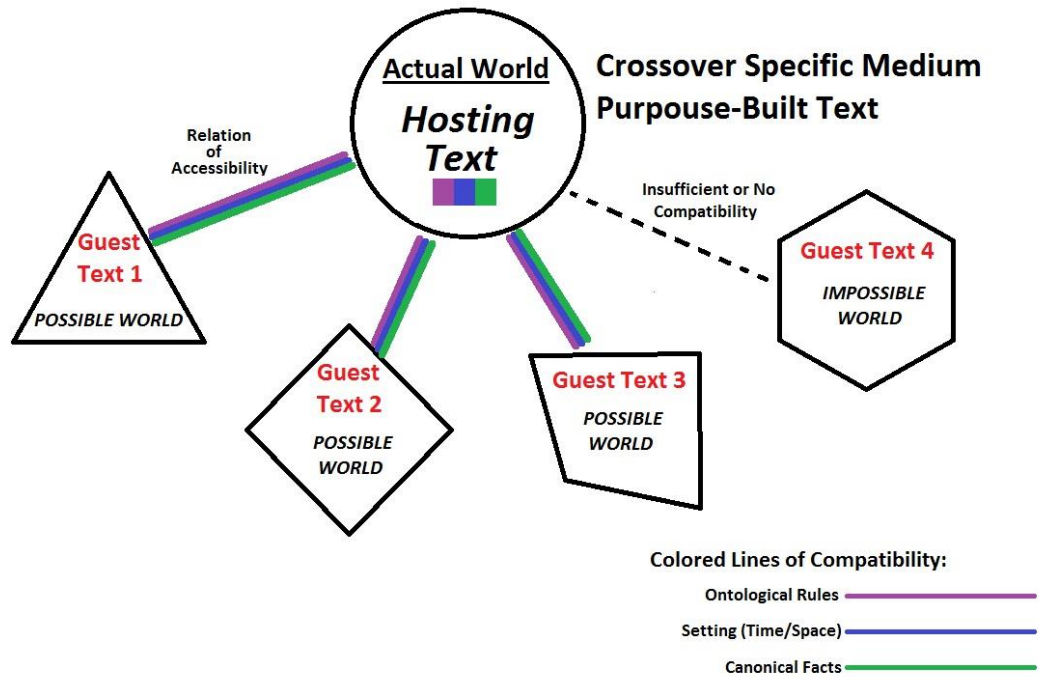 Actual World
Hosting
Text
Crossover Specific Medium
Purpouse-Built Text
Relation
of
Accessibility
Insufficient or No
Compatibility
Guest
Text 1
POSSIBLE WORLD
Guest
Text 2
POSSIBLE
WORLD
Guest Text 3
POSSIBLE
WORLD
Guest Text 4
IMPOSSIBLE
WORLD
Colored Lines of Compatibility:
Ontological Rules
Setting (Time/Space)
Canonical Facts